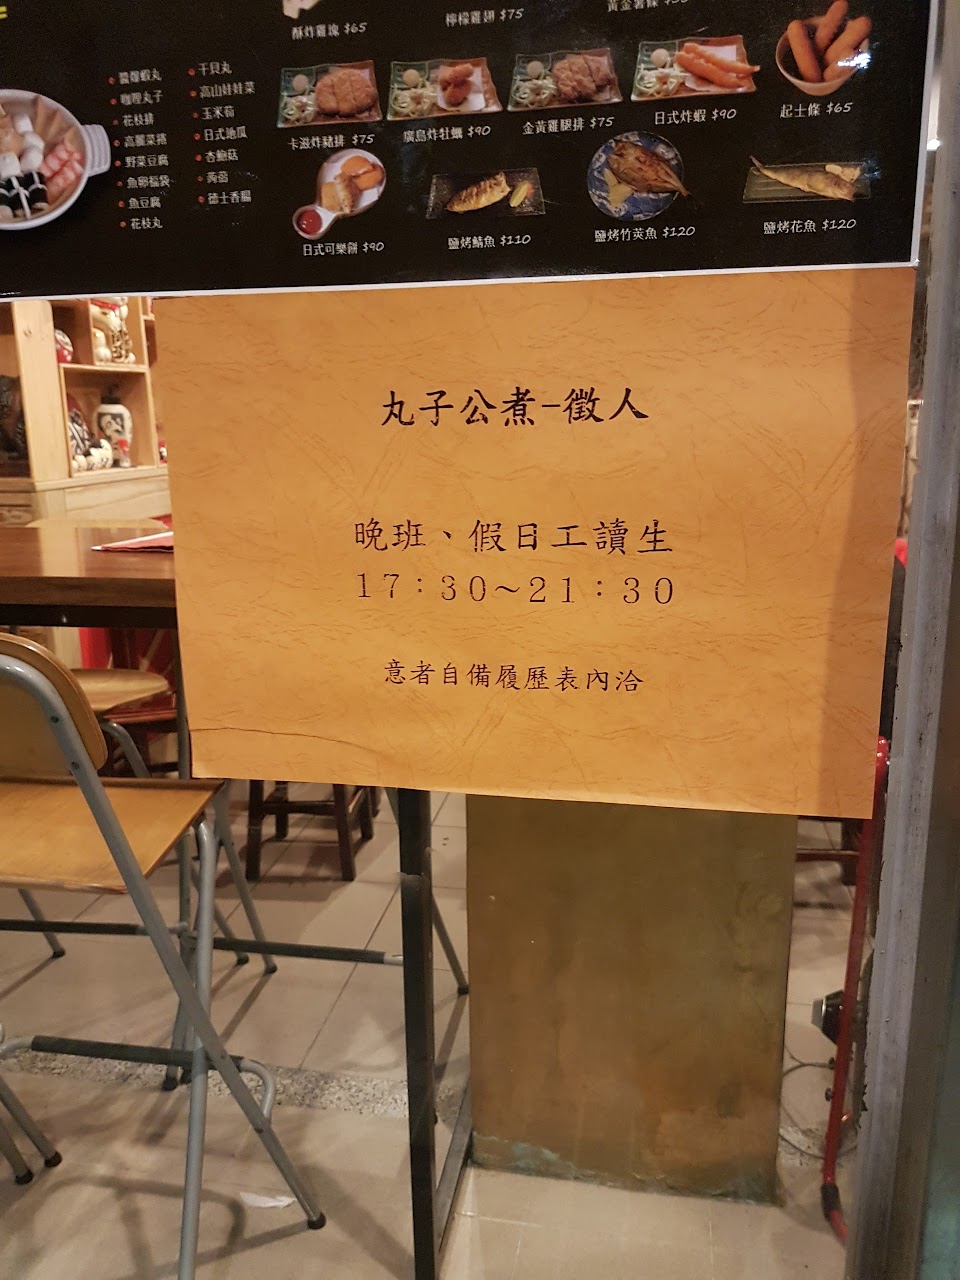 酥炸雞塊 $65
檸檬雞翅 $75
黃金薯條
醬爆蝦丸
咖哩丸子
花枝排
高麗菜捲
野菜豆腐
魚卵福袋
魚豆腐
花枝丸
干貝丸
高山娃娃菜
玉米筍
日式地瓜
杏鮑菇
蒟蒻
德士香腸
卡滋炸豬排 $75
廣島炸牡蠣 $90
金黃雞腿排 $75
日式炸蝦 $90
起士條 $65
日式可樂餅 $90
鹽烤鯖魚 $110
鹽烤竹莢魚 $120
鹽烤花魚 $120
丸子公煮-徵人
晚班、假日工讀生
17：30～21：30
意者自備履歷表內洽